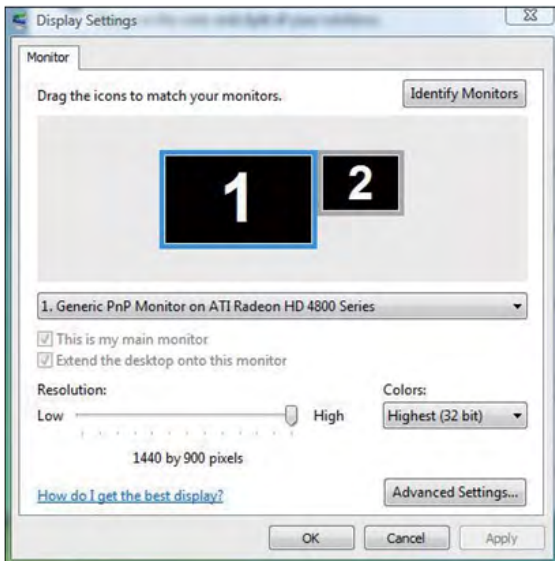 Display Settings
Monitor
Drag the icons to match your monitors.
Identify Monitors
1
2
1. Generic PnP Monitor on ATI Radeon HD 4800 Series
This is my main monitor
Extend the desktop onto this monitor
Resolution:
Colors:
Low
High
Highest (32 bit)
1440 by 900 pixels
How do I get the best display?
Advanced Settings...
OK
Cancel
Apply